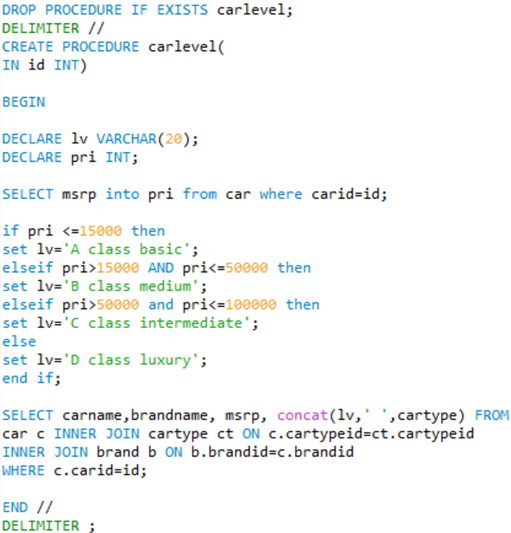 DROP PROCEDURE IF EXISTS carlevel;
DELIMITER //
CREATE PROCEDURE carlevel(
IN id INT)
BEGIN
DECLARE lv VARCHAR(20);
DECLARE pri INT;
SELECT msrp into pri from car where carid=id;
if pri <=15000 then
set lv='A class basic';
elseif pri>15000 AND pri<=50000 then
set lv='B class medium';
elseif pri>50000 and pri<=100000 then
set lv='C class intermediate';
else
set lv='D class luxury';
end if;
SELECT carname,brandname, msrp, concat(lv,' ',cartype) FROM
car c INNER JOIN cartype ct ON c.cartypeid=ct.cartypeid
INNER JOIN brand b ON b.brandid=c.brandid
WHERE c.carid=id;
END //
DELIMITER ;